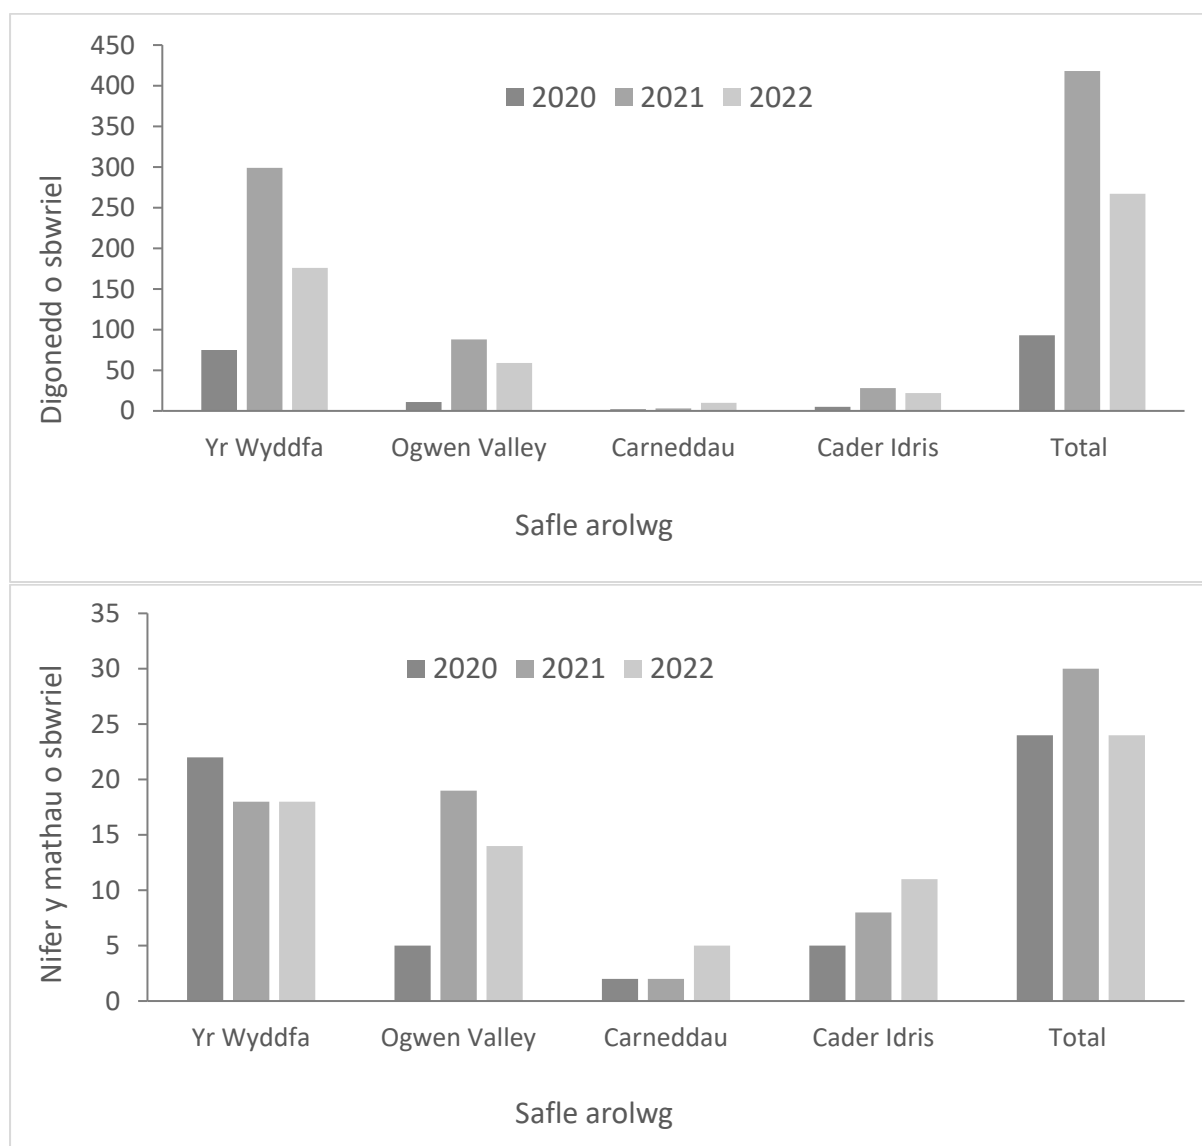 450
400
350
300
250
200
150
100
50
0
Digonedd o sbwriel
2020 2021 2022
Yr Wyddfa Ogwen Valley Carneddau Cader Idris Total
Safle arolwg
35
30
25
20
15
10
5
0
Nifer y mathau o sbwriel
2020 2021 2022
Yr Wyddfa Ogwen Valley Carneddau Cader Idris Total
Safle arolwg